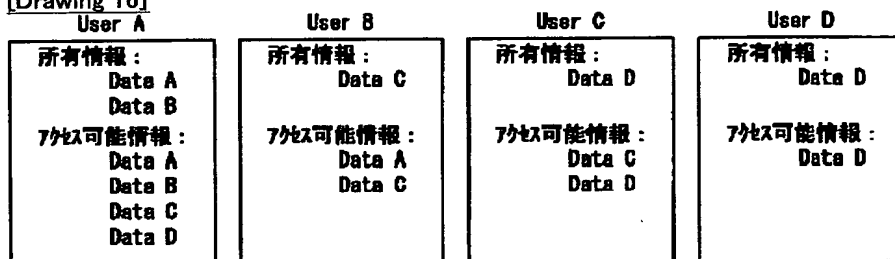 [Drawing 16]
User A
所有情報：
Data A
Data B
ｱｸｾｽ可能情報：
Data A
Data B
Data C
Data D
User B
所有情報：
Data C
ｱｸｾｽ可能情報：
Data A
Data C
User C
所有情報：
Data D
ｱｸｾｽ可能情報：
Data C
Data D
User D
所有情報：
Data D
ｱｸｾｽ可能情報：
Data D